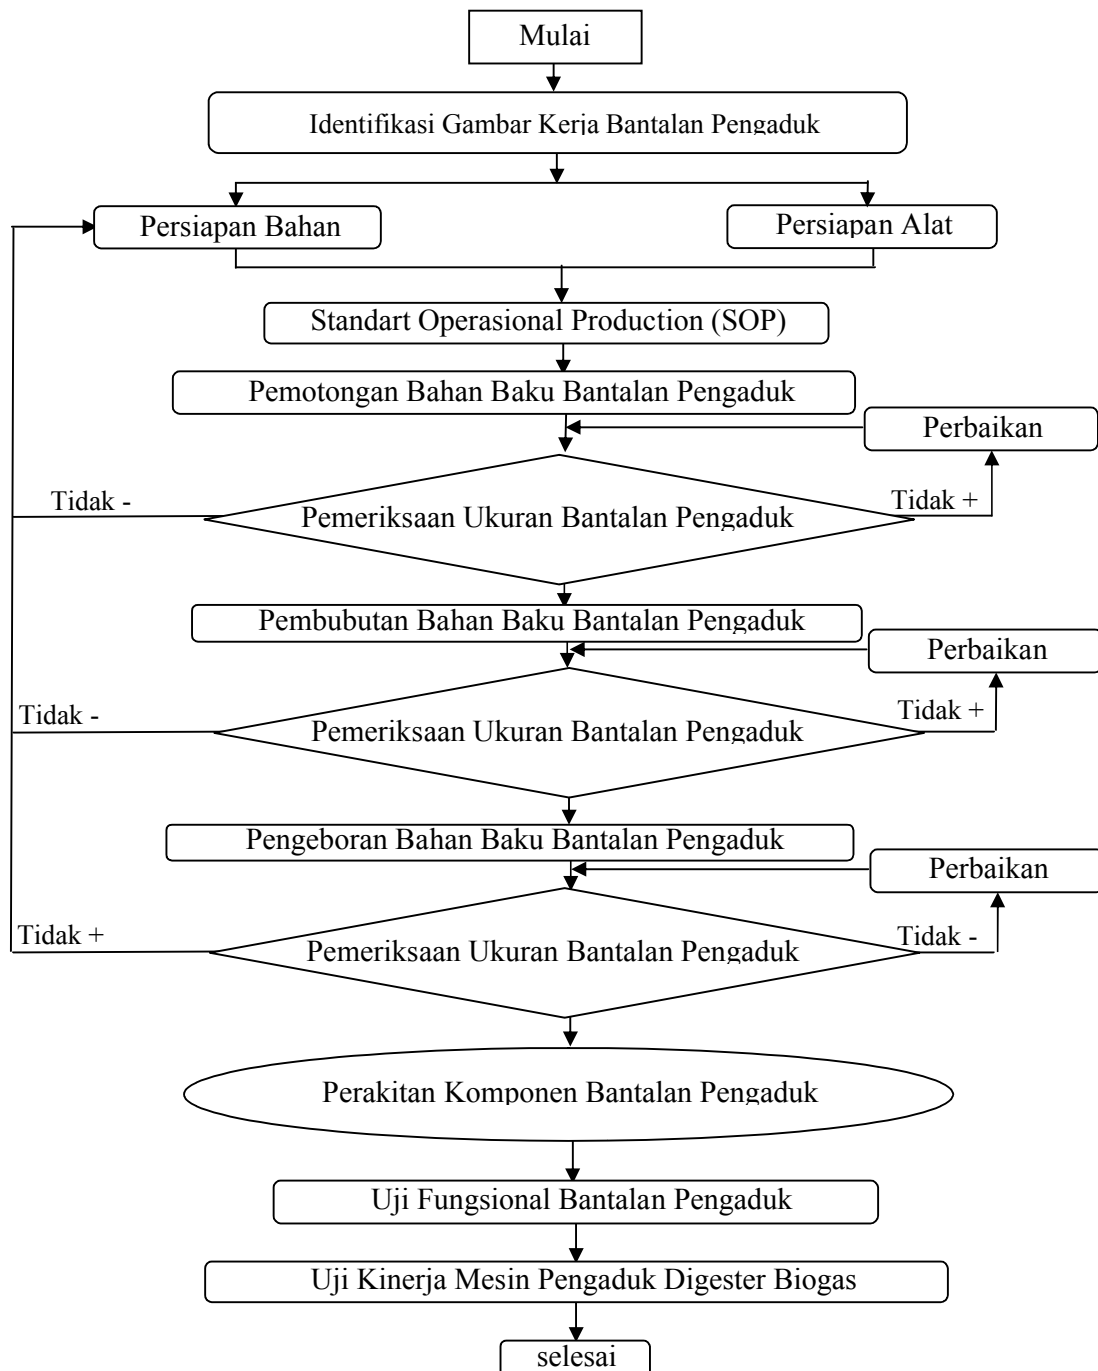 Mulai
Identifikasi Gambar Kerja Bantalan Pengaduk
Persiapan Bahan
Persiapan Alat
Standart Operasional Production (SOP)
Pemotongan Bahan Baku Bantalan Pengaduk
Perbaikan
Tidak -
Pemeriksaan Ukuran Bantalan Pengaduk
Tidak +
Pembubutan Bahan Baku Bantalan Pengaduk
Perbaikan
Tidak -
Pemeriksaan Ukuran Bantalan Pengaduk
Tidak +
Pengeboran Bahan Baku Bantalan Pengaduk
Perbaikan
Tidak +
Pemeriksaan Ukuran Bantalan Pengaduk
Tidak -
Perakitan Komponen Bantalan Pengaduk
Uji Fungsional Bantalan Pengaduk
Uji Kinerja Mesin Pengaduk Digester Biogas
selesai